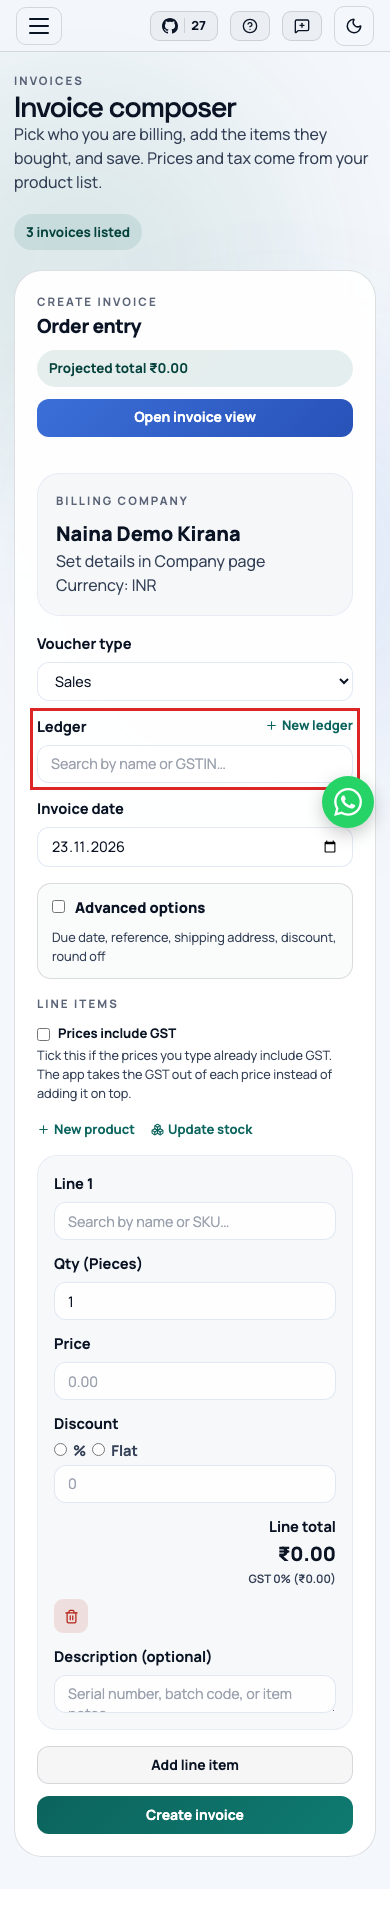 27
INVOICES
Invoice composer
Pick who you are billing, add the items they
bought, and save. Prices and tax come from your
product list.
3 invoices listed
CREATE INVOICE
Order entry
Projected total ₹0.00
Open invoice view
BILLING COMPANY
Naina Demo Kirana
Set details in Company page
Currency: INR
Voucher type
Sales
Ledger
+ New ledger
Search by name or GSTIN...
Invoice date
23.11.2026
Advanced options
Due date, reference, shipping address, discount,
round off
LINE ITEMS
Prices include GST
Tick this if the prices you type already include GST.
The app takes the GST out of each price instead of
adding it on top.
+ New product Update stock
Line 1
Search by name or SKU...
Qty (Pieces)
1
Price
0.00
Discount
% Flat
0
Line total
₹0.00
GST 0% (₹0.00)
Description (optional)
Serial number, batch code, or item
Add line item
Create invoice